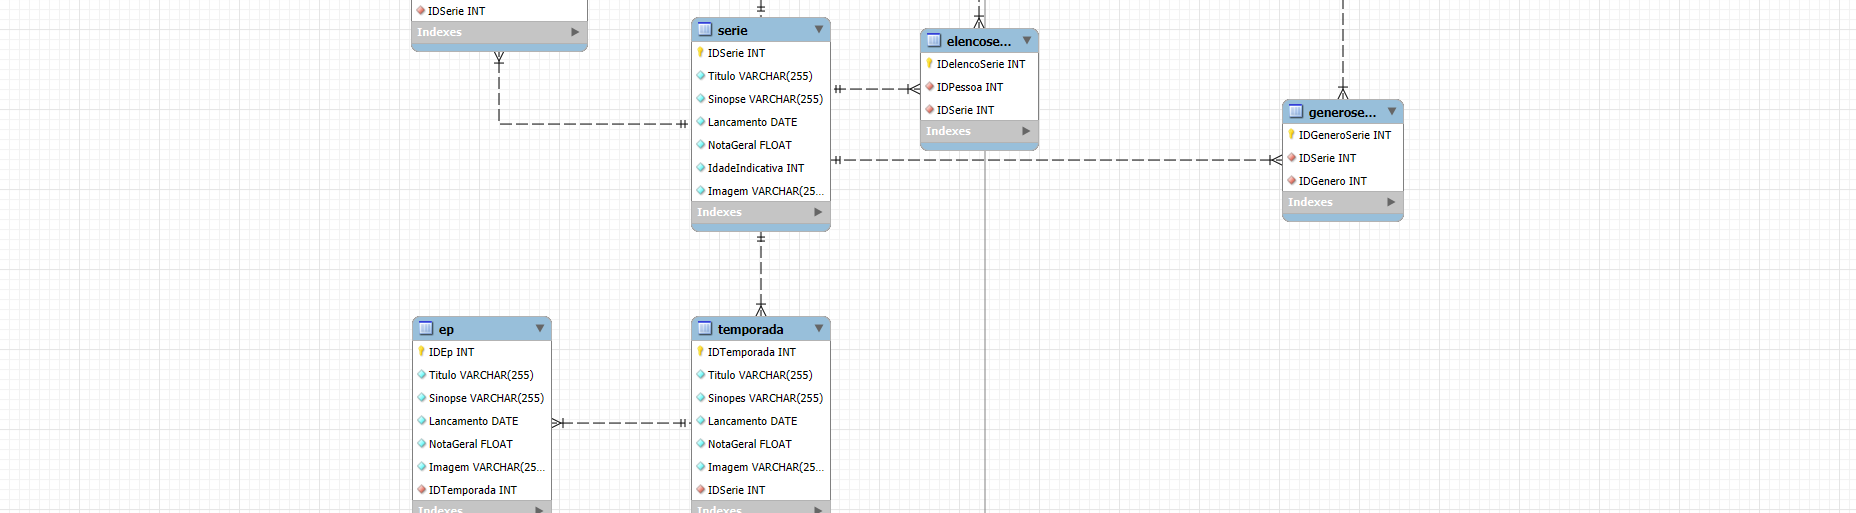 IDSerie INT
Indexes
serie
IDSerie INT
Titulo VARCHAR(255)
Sinopse VARCHAR(255)
Lancamento DATE
NotaGeral FLOAT
IdadeIndicativa INT
Imagem VARCHAR(25...
Indexes
elencose...
IDelencoSerie INT
IDPessoa INT
IDSerie INT
Indexes
generose...
IDGeneroSerie INT
IDSerie INT
IDGenero INT
Indexes
ep
IDEp INT
Titulo VARCHAR(255)
Sinopse VARCHAR(255)
Lancamento DATE
NotaGeral FLOAT
Imagem VARCHAR(25...
IDTemporada INT
Indexes
temporada
IDTemporada INT
Titulo VARCHAR(255)
Sinopes VARCHAR(255)
Lancamento DATE
NotaGeral FLOAT
Imagem VARCHAR(25...
IDSerie INT
Indexes